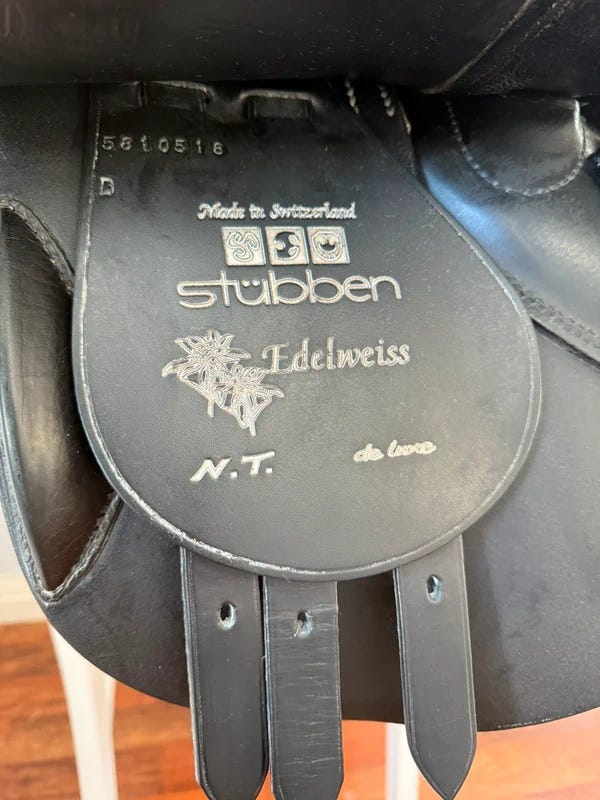 5810518
D
Made in Switzerland
stübben
Edelweiss
N.T. de luxe